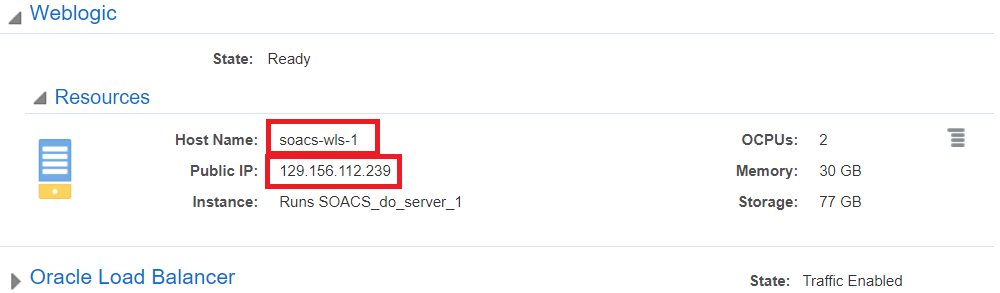 Weblogic
State: Ready
Resources
Host Name: soacs-wls-1 OCPUs: 2
Public IP: 129.156.112.239 Memory: 30 GB
Instance: Runs SOACS_do_server_1 Storage: 77 GB
Oracle Load Balancer State: Traffic Enabled